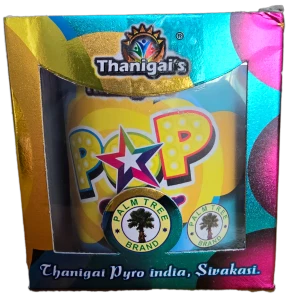 Thanigai's
®
POP
PALM TREE
BRAND
PALM TREE
BRAND
Thanigai Pyro india, Sivakasi.